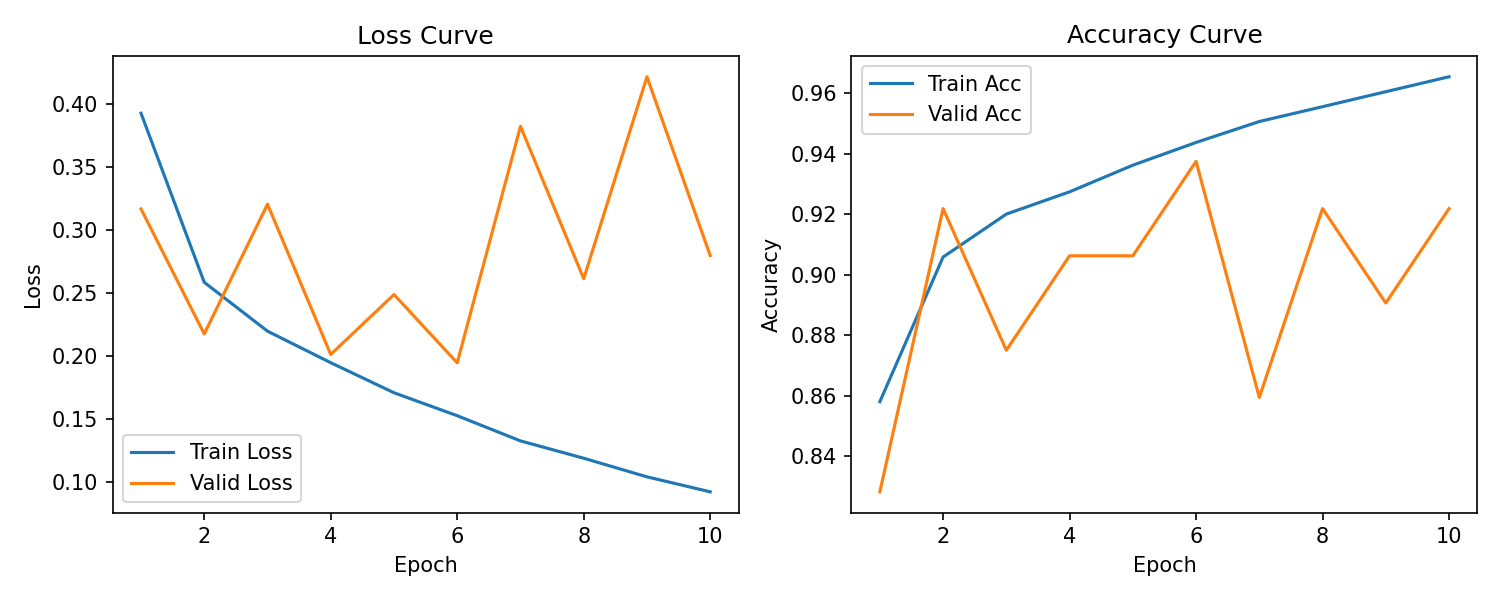 Loss Curve
Loss
0.40
0.35
0.30
0.25
0.20
0.15
0.10
Train Loss
Valid Loss
2 4 6 8 10
Epoch
Accuracy Curve
Accuracy
0.96
0.94
0.92
0.90
0.88
0.86
0.84
Train Acc
Valid Acc
2 4 6 8 10
Epoch